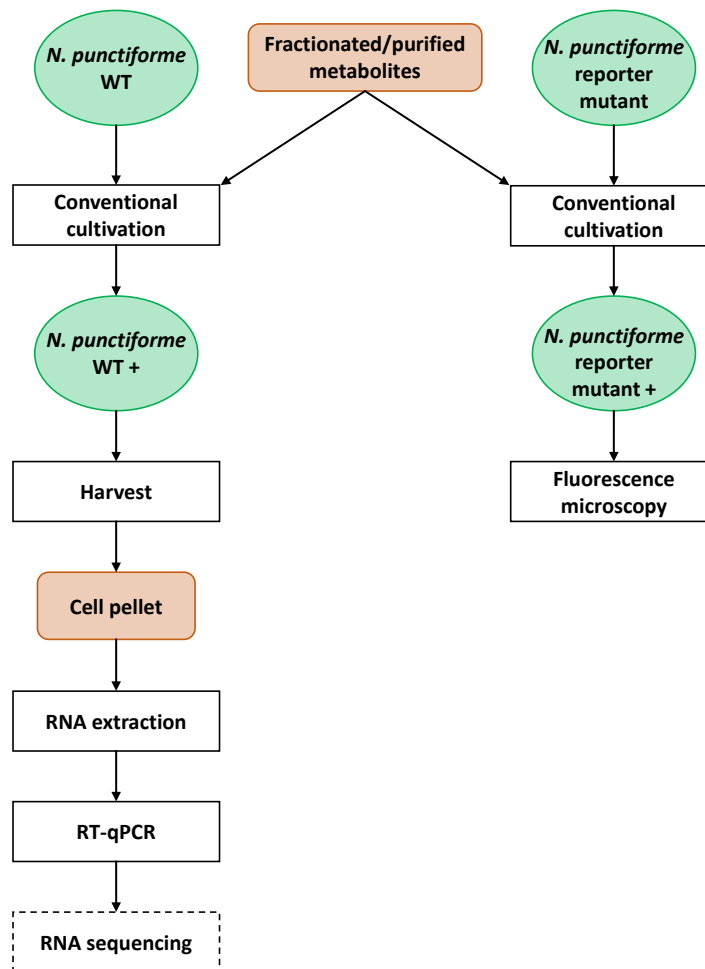 N. punctiforme
WT
Fractionated/purified
metabolites
N. punctiforme
reporter
mutant
Conventional
cultivation
Conventional
cultivation
N. punctiforme
WT +
N. punctiforme
reporter
mutant +
Harvest
Fluorescence
microscopy
Cell pellet
RNA extraction
RT-qPCR
RNA sequencing